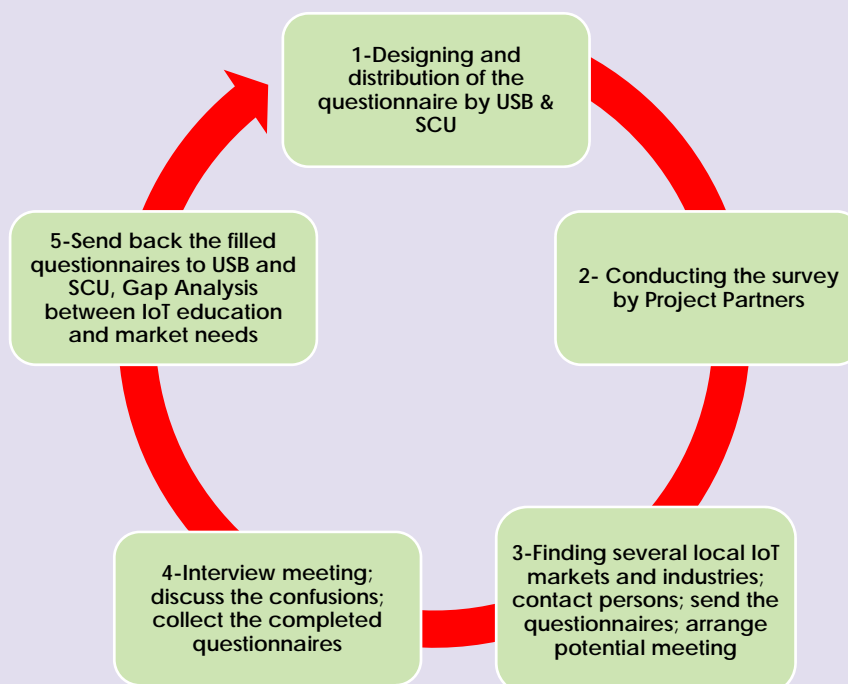 1-Designing and
distribution of the
questionnaire by USB &
SCU
2- Conducting the survey
by Project Partners
3-Finding several local IoT
markets and industries;
contact persons; send the
questionnaires; arrange
potential meeting
4-Interview meeting;
discuss the confusions;
collect the completed
questionnaires
5-Send back the filled
questionnaires to USB and
SCU, Gap Analysis
between IoT education
and market needs